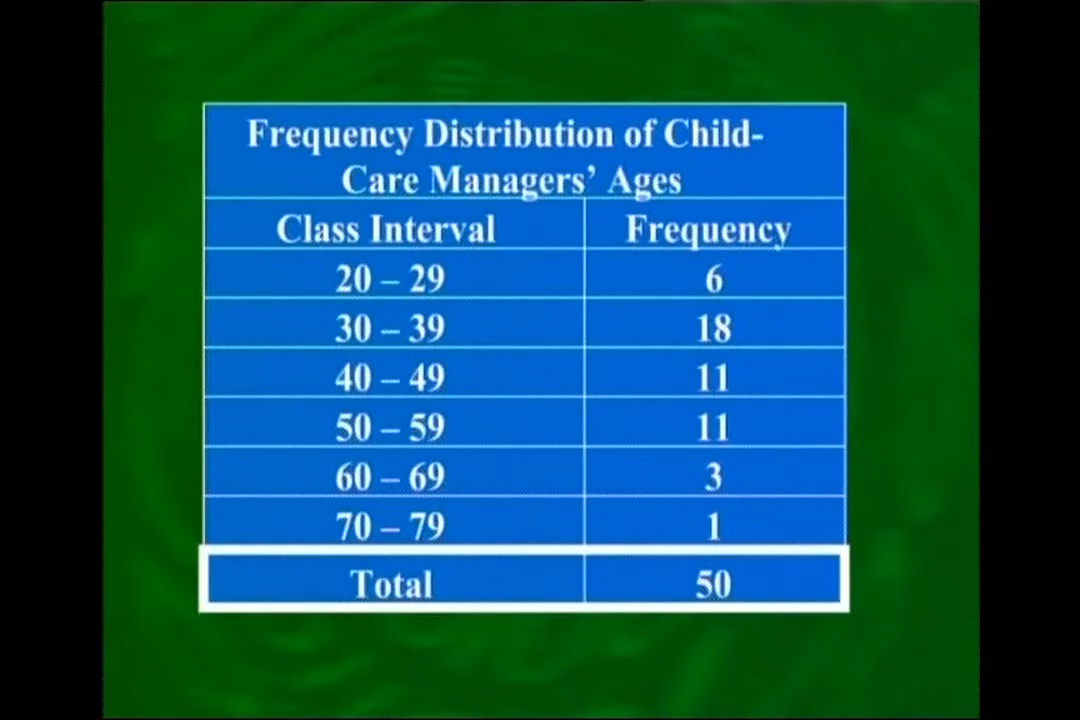 Frequency Distribution of Child-
Care Managers’ Ages
Class Interval Frequency
20 – 29 6
30 – 39 18
40 – 49 11
50 – 59 11
60 – 69 3
70 – 79 1
Total 50